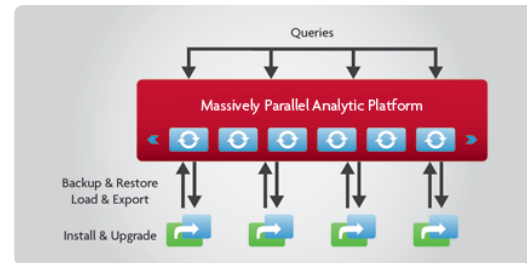 Queries
Massively Parallel Analytic Platform
Backup & Restore
Load & Export
Install & Upgrade